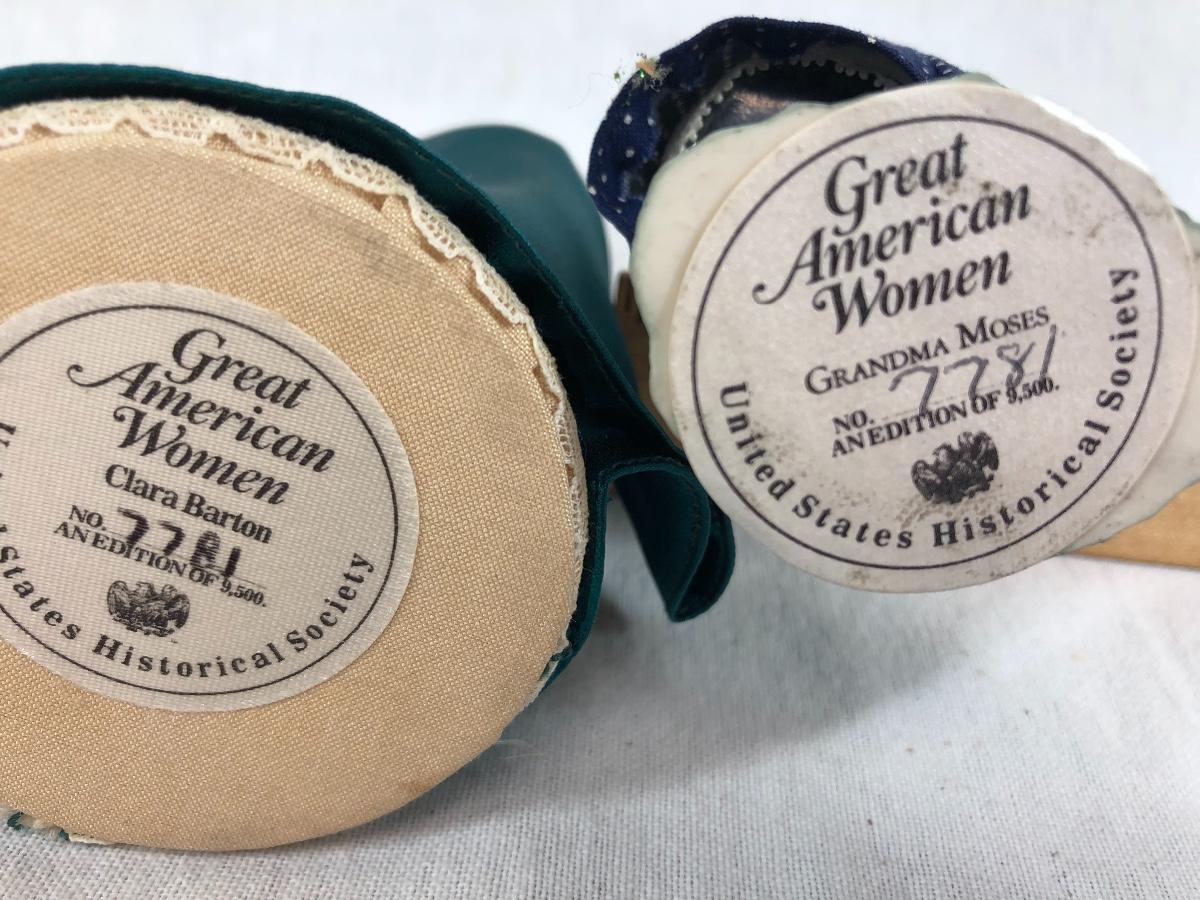 Great
American
Women
Clara Barton
NO. 7781
AN EDITION OF 9,500.
States Historical Society
Great
American
Women
GRANDMA MOSES
NO. 7781
AN EDITION OF 9,500.
United States Historical Society